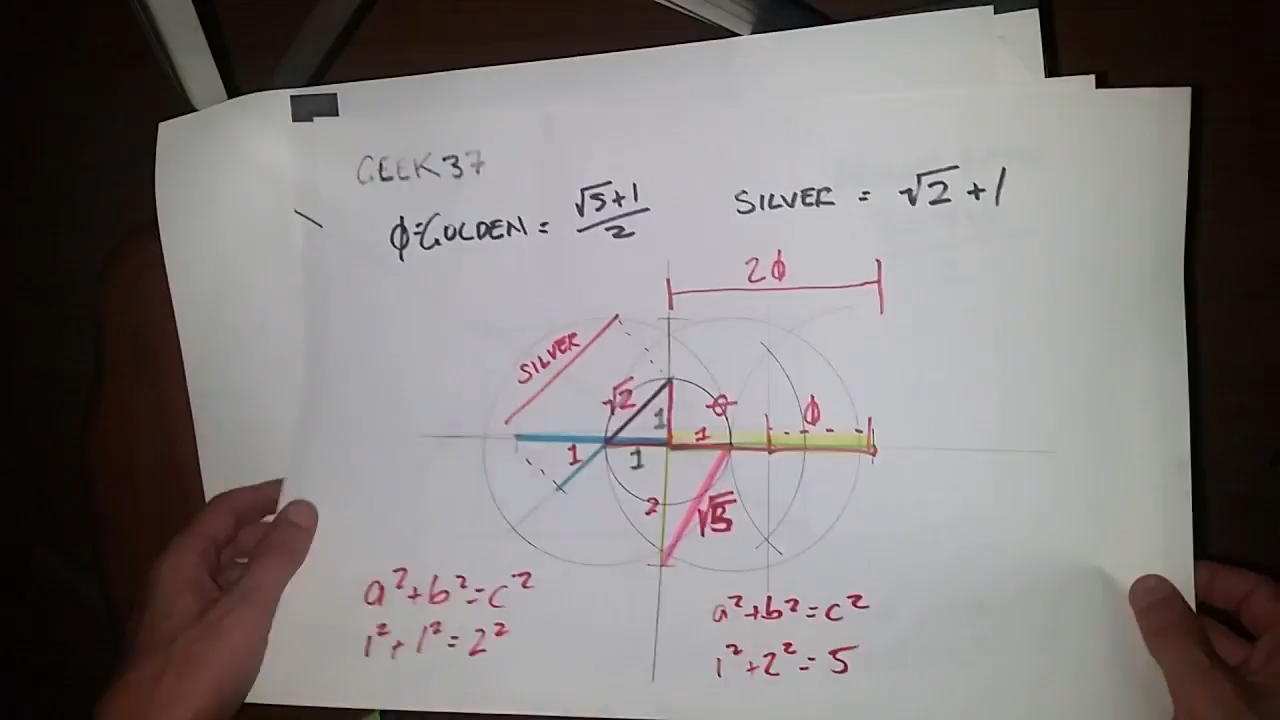 GEEK37
ϕ=GOLDEN = √5+1/2
SILVER = √2+1
2ϕ
SILVER
√2
1
1
ϕ
1
1
2
√5
a²+b²=c²
1²+1²=2²
a²+b²=c²
1²+2²=5